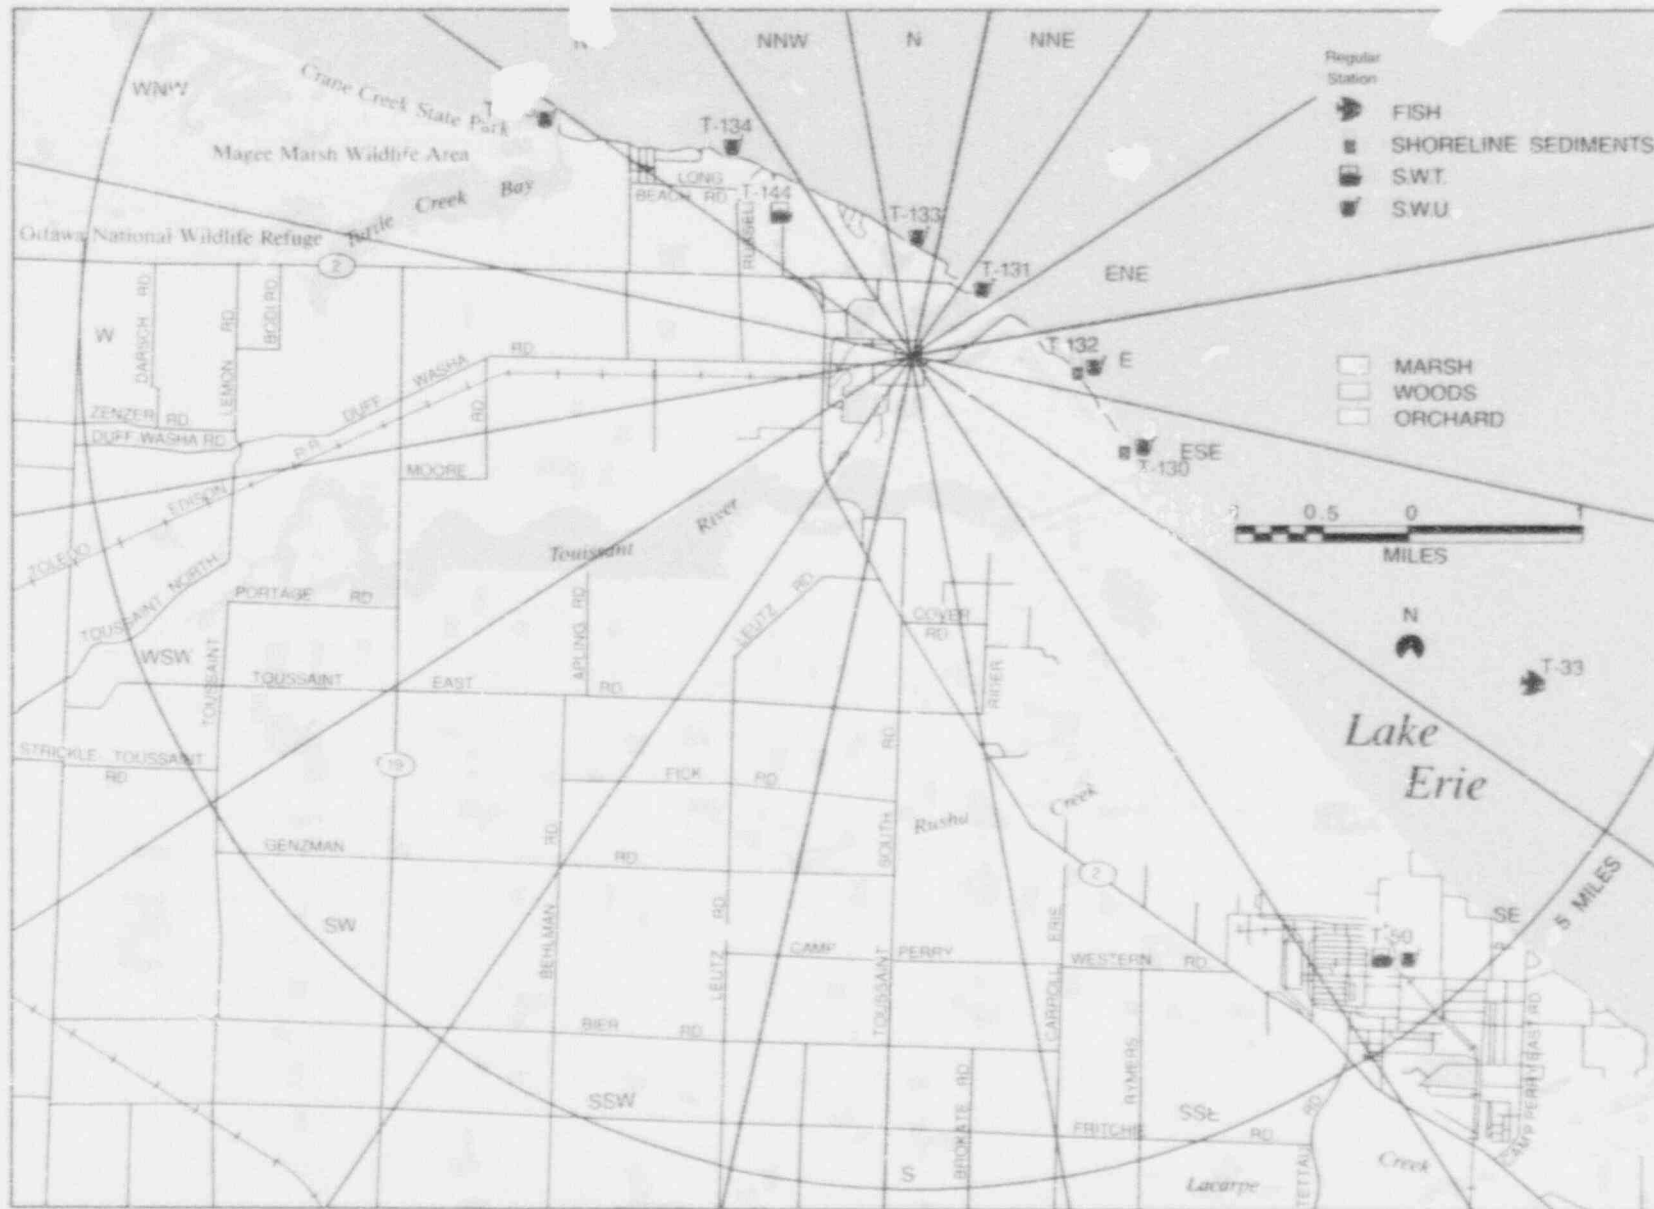 NNW
N
NNE
WNW
Crane Creek State Park
T-134
Magee Marsh Wildlife Area
LONG
BEACH RD
T-144
Turtle Creek Bay
Ottawa National Wildlife Refuge
RUSSELL
T-133
T-131
ENE
2
Regular
Station
FISH
SHORELINE SEDIMENTS
S.W.T.
S.W.U.
W
DARSCH RD
LEMON RD
BODI RD
DUFF WASHA RD
RD
T-132
E
MARSH
WOODS
ORCHARD
ZENZER RD
DUFF WASHA RD
MOORE
ESE
T-130
TOLEDO EDISON R.R.
Touissant River
0.5 0 1
MILES
TOUSSAINT NORTH
PORTAGE RD
WSW
TOUSSAINT
TOUSSAINT EAST RD
APLING RD
LEUTZ RD
COVER
RD
RIDER
N
T-33
Lake
Erie
STRICKLE TOUSSAINT
RD
19
FICK RD
Rusha Creek
GENZMAN RD
BEHLMAN RD
LEUTZ RD
TOUSSAINT SOUTH RD
2
5 MILES
SE
SW
CAMP PERRY WESTERN RD
CARROLL ERIE
T-50
BIER RD
RYMERS
BROKATE RD
CAMP PERRY EAST RD
SSW
SSE
FRITCHIE RD
TETTAU RD
S
Lacarpe Creek